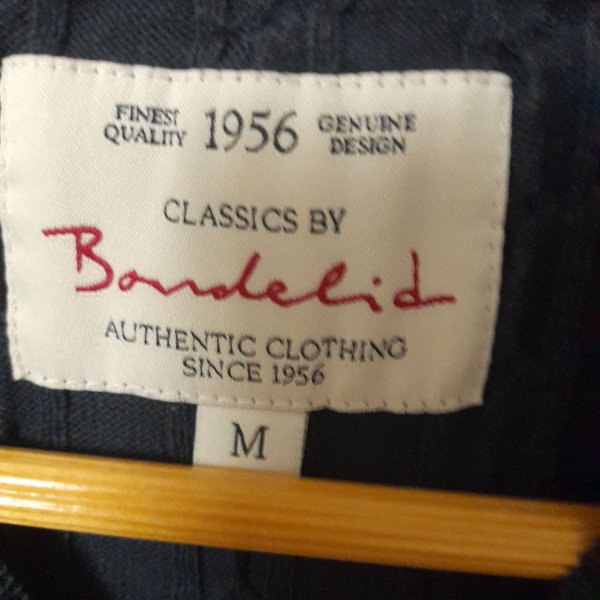 FINEST QUALITY 1956 GENUINE DESIGN
CLASSICS BY
Bondelid
AUTHENTIC CLOTHING
SINCE 1956
M